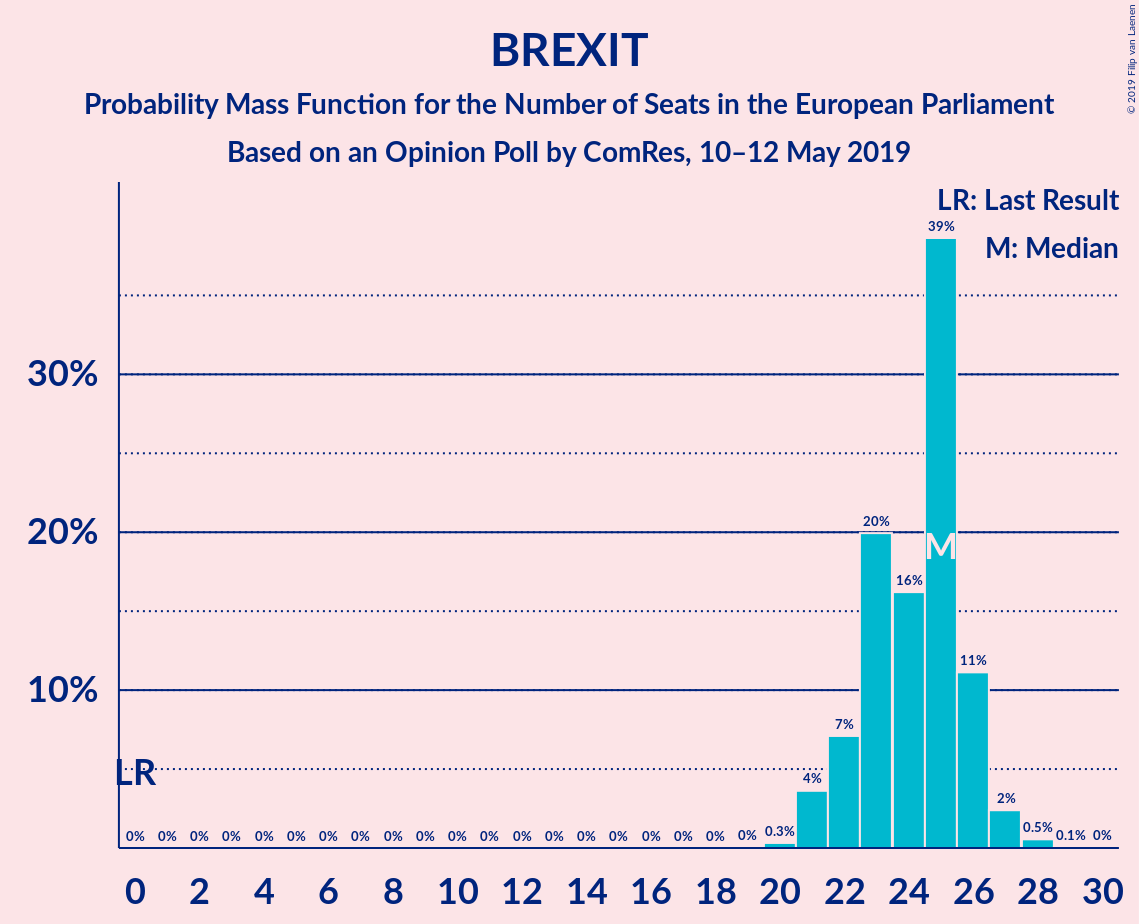 BREXIT
Probability Mass Function for the Number of Seats in the European Parliament
Based on an Opinion Poll by ComRes, 10–12 May 2019
© 2019 Filip van Laenen
LR: Last Result
M: Median
39%
30%
20%
20%
M
16%
11%
10%
7%
LR
4%
2%
0% 0% 0% 0% 0% 0% 0% 0% 0% 0% 0% 0% 0% 0% 0% 0% 0% 0% 0% 0% 0.3% 0.5% 0.1% 0%
0 2 4 6 8 10 12 14 16 18 20 22 24 26 28 30